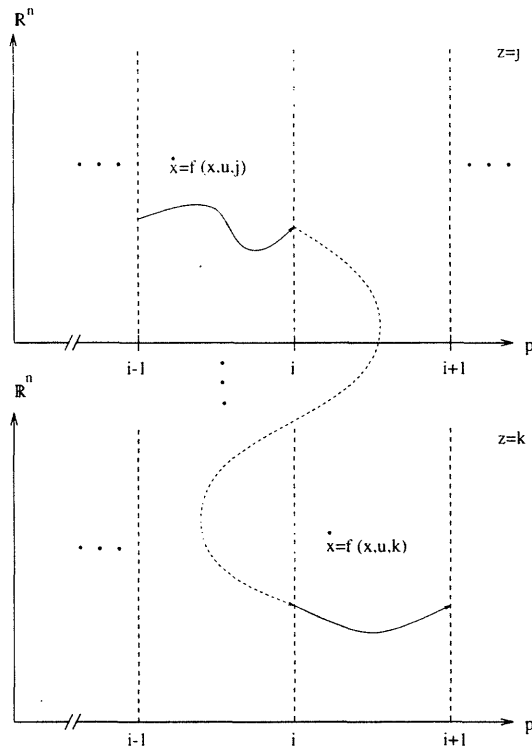 ℝⁿ
z=j
ẋ=f (x,u,j)
p
i-1 i i+1
ℝⁿ
z=k
ẋ=f (x,u,k)
p
i-1 i i+1